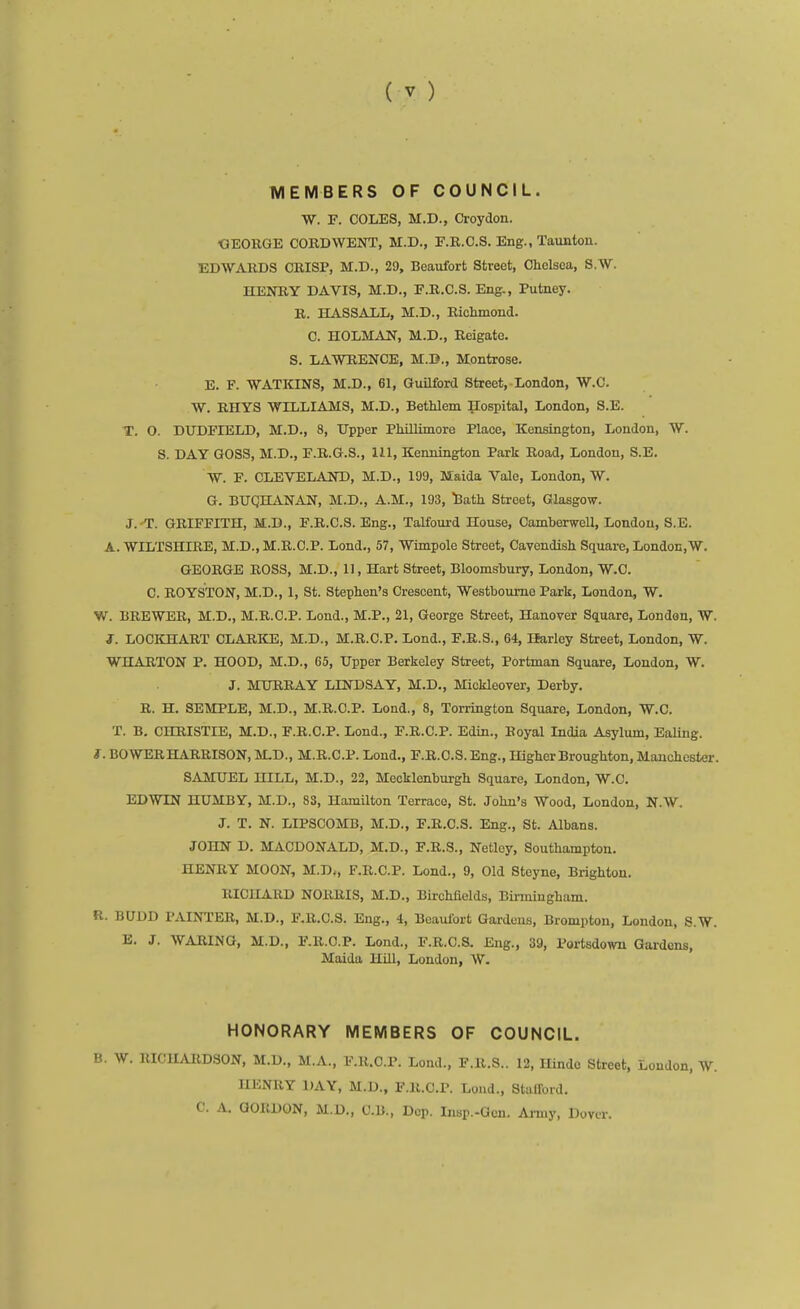 ( v )
MEMBERS OF COUNCIL.
W. F. COLES, M.D., Croydon.
GEORGE CORDWENT, M.D., F.R.C.S. Eng., Taunton.
EDWARDS CRISP, M.D., 29, Beaufort Street, Chelsea, S.W.
HENRY DAVIS, M.D., F.R.C.S. Eng., Putney.
R. HASSALL, M.D., Richmond.
C. HOLMAN, M.D., Reigate.
S. LAWRENCE, M.D., Montrose.
E. F. WATKINS, M.D., 61, Guilford Street, London, W.C.
W. RHYS WILLIAMS, M.D., Bethlem Hospital, London, S.E.
T. O. DUDFIELD, M.D., 8, Upper Phillimore Place, Kensington, London, W.
S. DAY GOSS, M.D., F.R.G.S., 111, Kennington Park Road, London, S.E.
W. F. CLEVELAND, M.D., 199, Maida Vale, London, W.
G. BUQHANAN, M.D., A.M., 193, Bath Street, Glasgow.
J. T. GRIFFITH, M.D., F.R.C.S. Eng., Talfourd House, Camberwell, London, S.E.
A. WILTSHIRE, M.D., M.R.C.P. Lond., 57, Wimpole Street, Cavendish Square, London, W.
GEORGE ROSS, M.D., 11, Hart Street, Bloomsbury, London, W.C.
C. ROYSTON, M.D., 1, St. Stephen's Crescent, Westbourne Park, London, W.
W. BREWER, M.D., M.R.C.P. Lond., M.P., 21, George Street, Hanover Square, London, W.
J. LOCKHART CLARKE, M.D., M.R.C.P. Lond., F.R.S., 64, Harley Street, London, W.
WHARTON P. HOOD, M.D., 65, Upper Berkeley Street, Portman Square, London, W.
J. MURRAY LINDSAY, M.D., Mickleover, Derby.
R. H. SEMPLE, M.D., M.R.C.P. Lond., 8, Torrington Square, London, W.C.
T. B. CHRISTIE, M.D., F.R.C.P. Lond., F.R.C.P. Edin., Royal India Asylum, Ealing.
J. BOWER HARRISON, M.D., M.R.C.P. Lond., F.R.C.S. Eng., Higher Broughton, Manchester.
SAMUEL HILL, M.D., 22, Mecklenburgh Square, London, W.C.
EDWIN HUMBY, M.D., 83, Hamilton Terrace, St. John's Wood, London, N.W.
J. T. N. LIPSCOMB, M.D., F.R.C.S. Eng., St. Albans.
JOHN D. MACDONALD, M.D., F.R.S., Netley, Southampton.
HENRY MOON, M.D., F.R.C.P. Lond., 9, Old Steyne, Brighton.
RICHARD NORRIS, M.D., Birchfields, Birmingham.
R. BUDD PAINTER, M.D., F.R.C.S. Eng., 4, Beaufort Gardens, Brompton, London, S.W.
E. J. WARING, M.D., F.R.C.P. Lond., F.R.C.S. Eng., 39, Portsdown Gardens,
Maida Hill, London, W.
HONORARY MEMBERS OF COUNCIL.
B. W. RICHARDSON, M.D., M.A., F.R.C.P. Lond., F.R.S.. 12, Hinde Street, London, W.
HENRY DAY, M.D., F.R.C.P. Lond., Stafford.
C. A. GORDON, M.D., C.B., Dep. Insp.-Gen. Army, Dover.